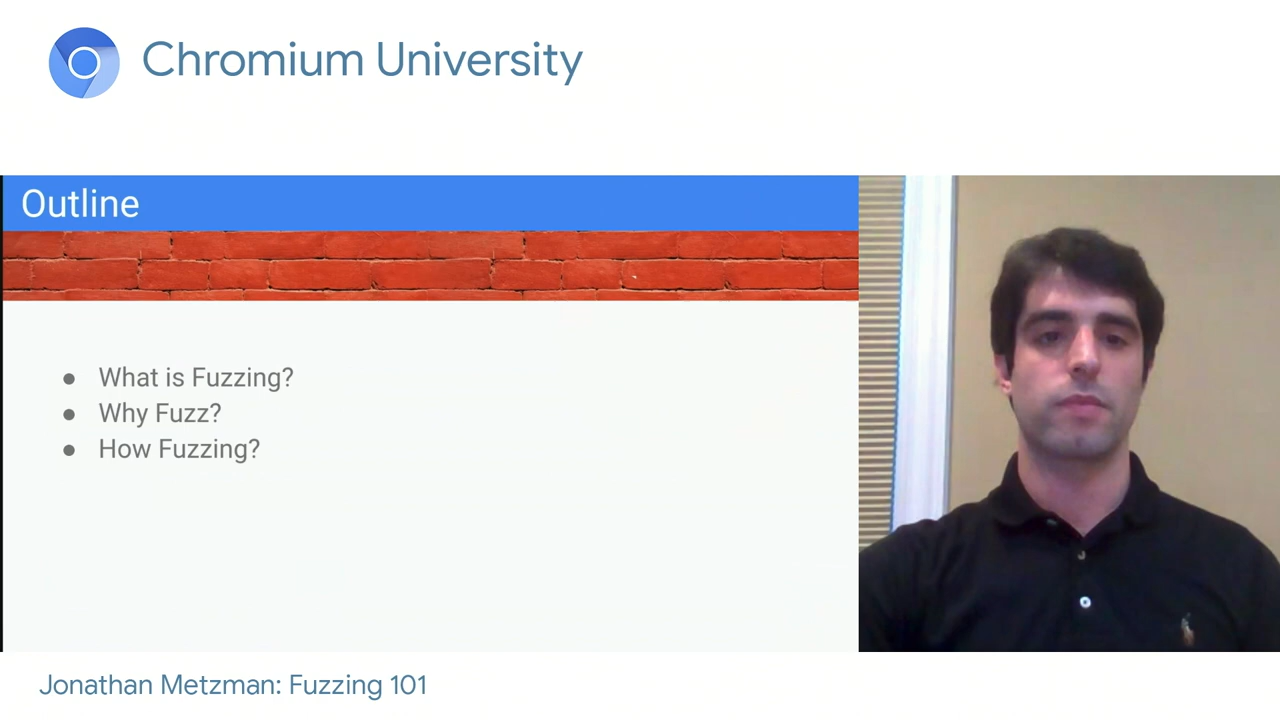 Chromium University
Outline
● What is Fuzzing?
● Why Fuzz?
● How Fuzzing?
Jonathan Metzman: Fuzzing 101